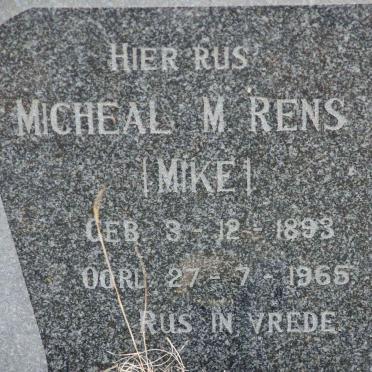 HIER RUS
MICHEAL M. RENS
[MIKE]
GEB 3 - 12 - 1893
OORL 27 - 7 - 1965
RUS IN VREDE